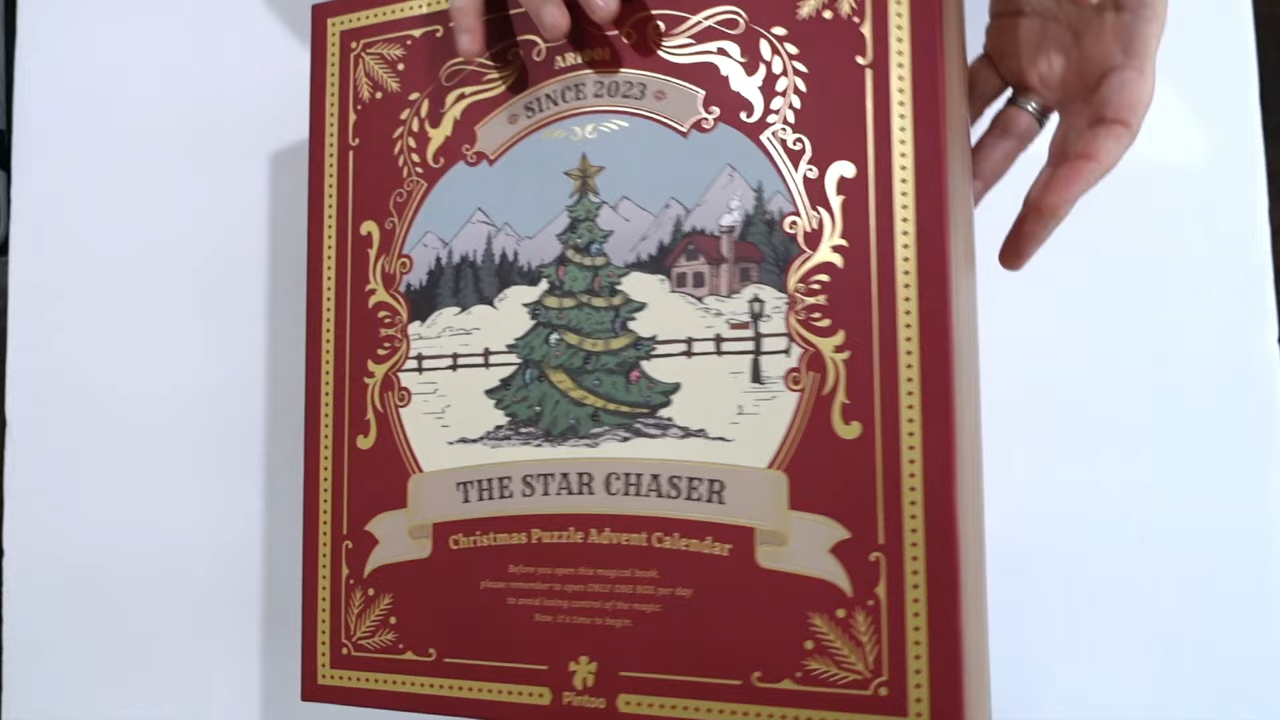 SINCE 2023
THE STAR CHASER
Christmas Puzzle Advent Calendar
Before you open this magical book,
please remember to open ONLY ONE BOX per day
to avoid losing control of the magic.
Now, it's time to begin.
Pintoo